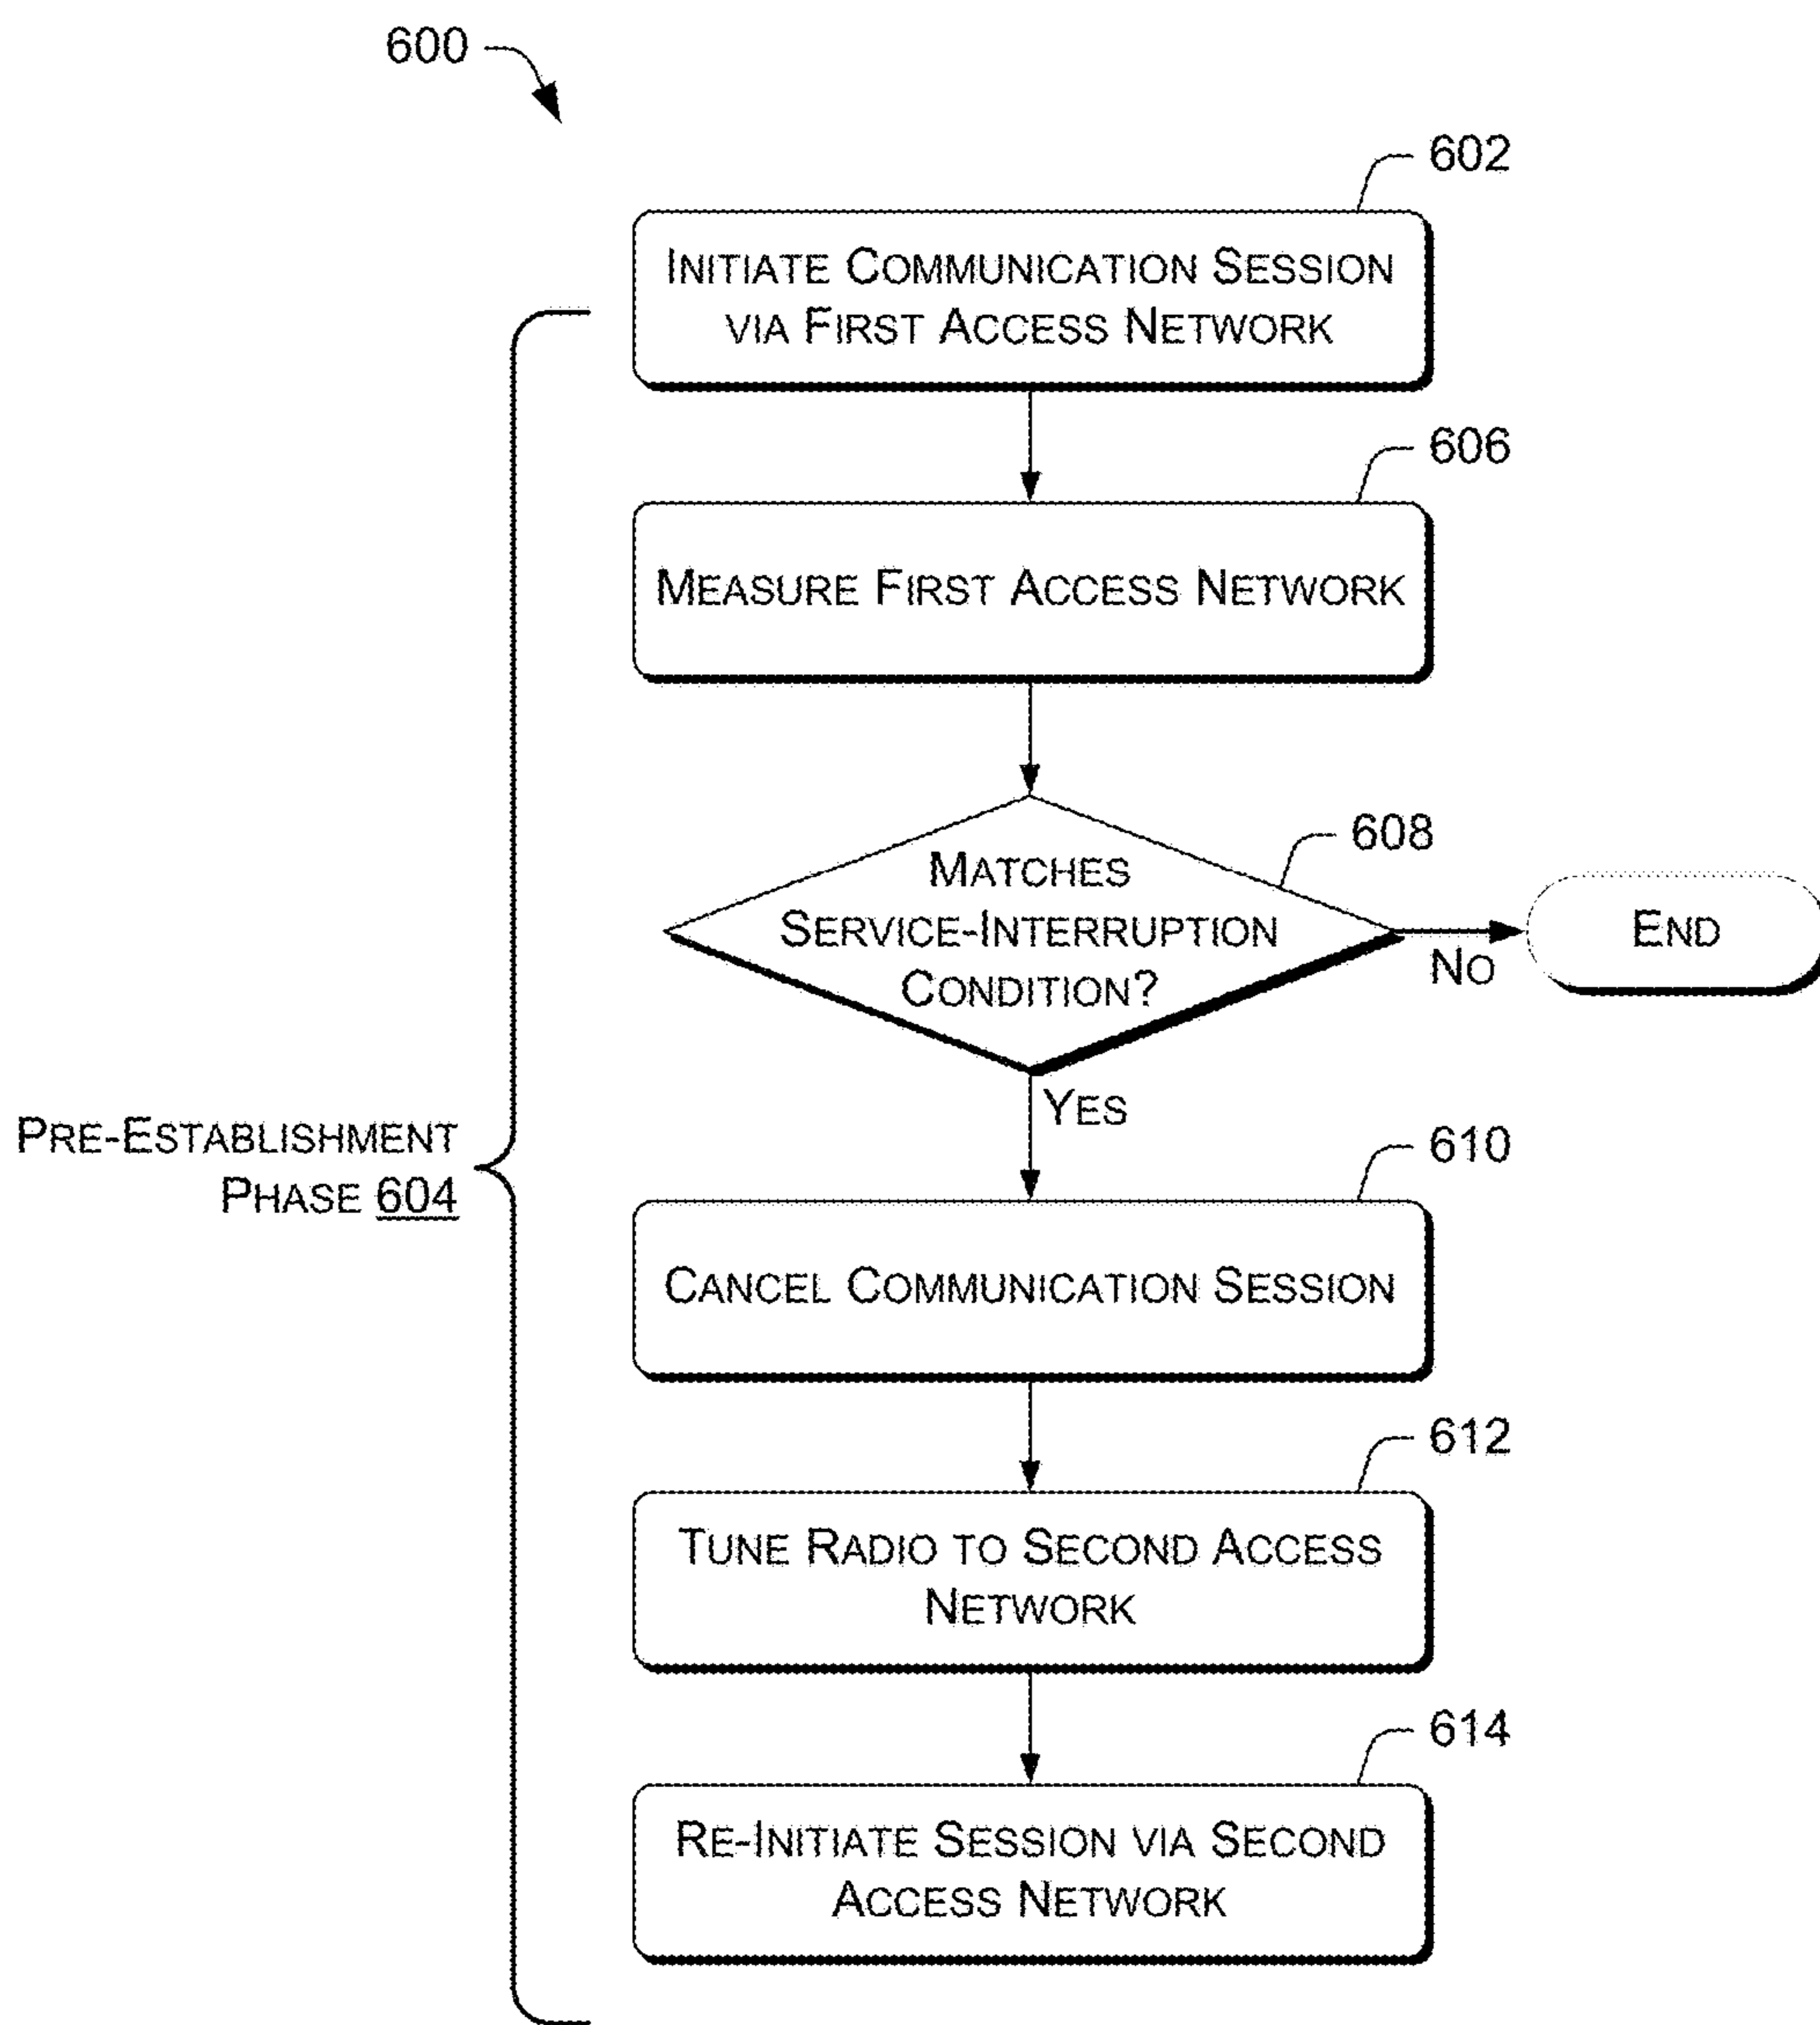 600
602
INITIATE COMMUNICATION SESSION
VIA FIRST ACCESS NETWORK
606
MEASURE FIRST ACCESS NETWORK
608
MATCHES
SERVICE-INTERRUPTION
CONDITION?
NO
END
YES
PRE-ESTABLISHMENT
PHASE 604
610
CANCEL COMMUNICATION SESSION
612
TUNE RADIO TO SECOND ACCESS
NETWORK
614
RE-INITIATE SESSION VIA SECOND
ACCESS NETWORK